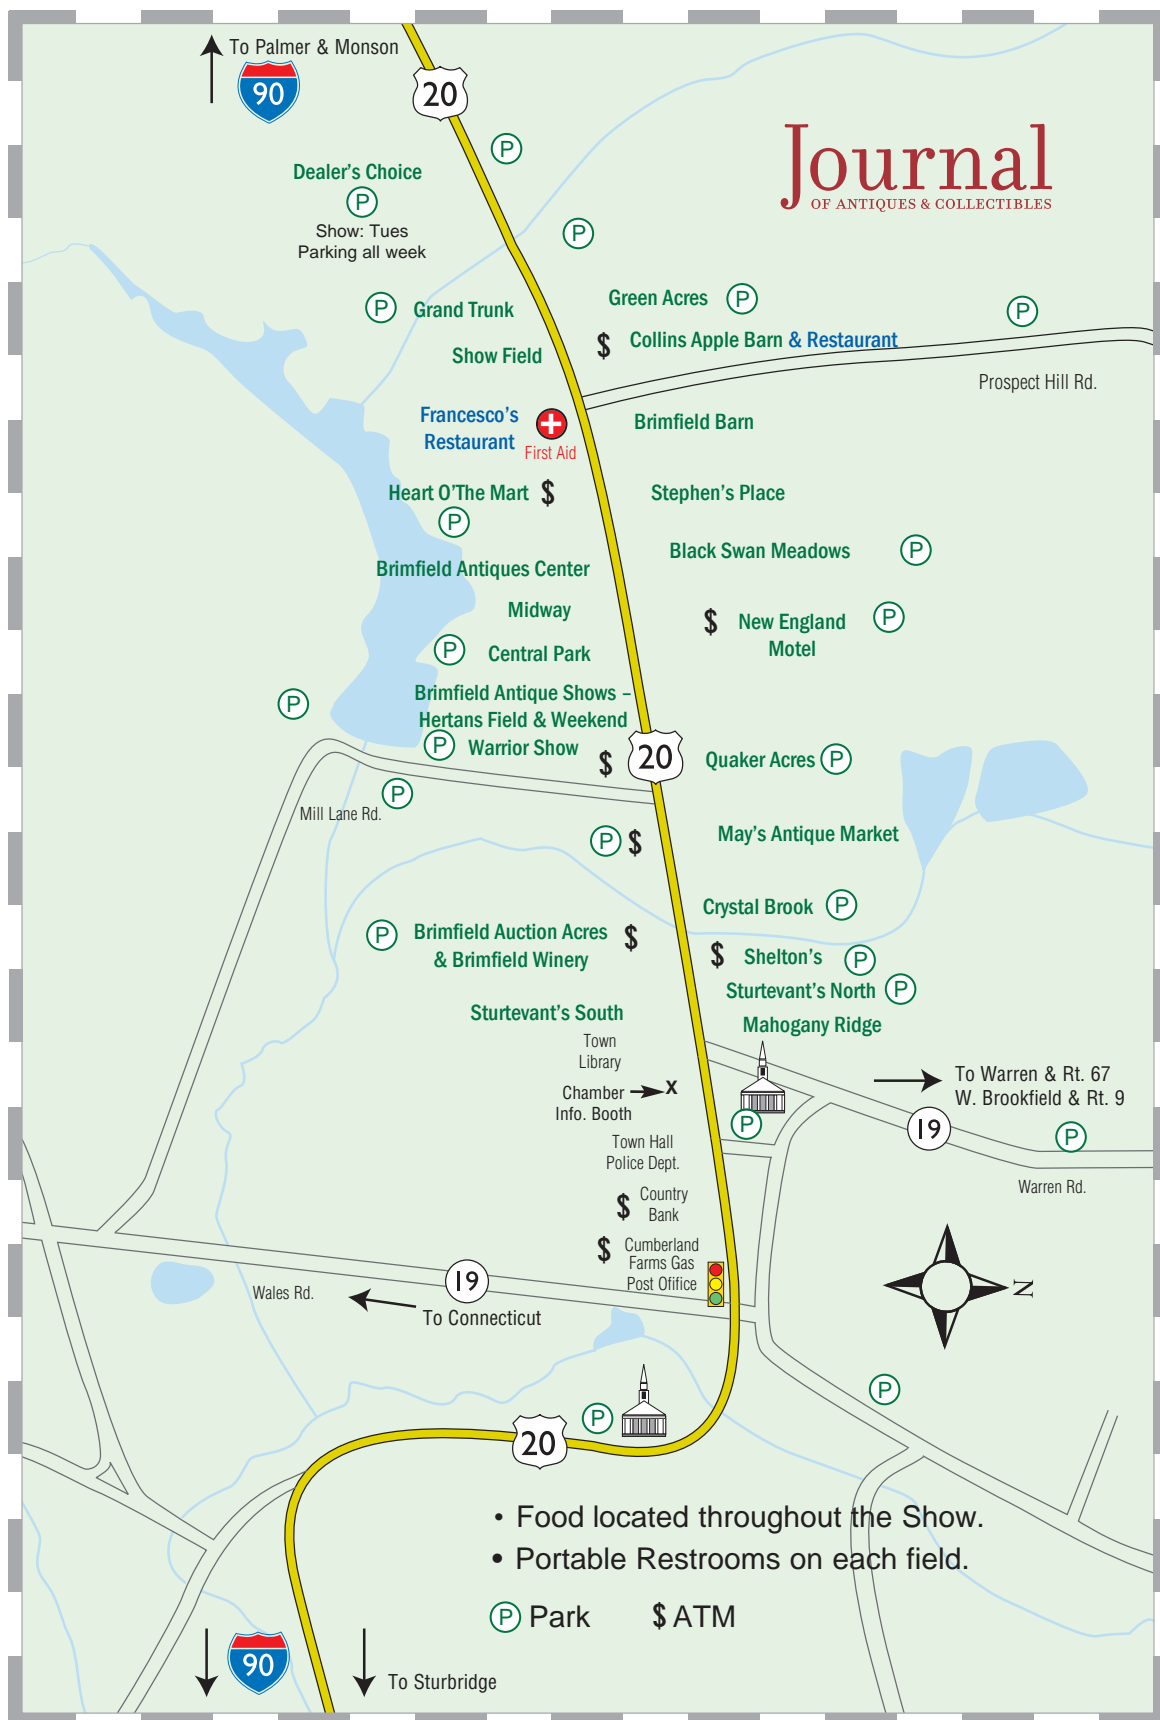 To Palmer & Monson
90
20
P
Journal
OF ANTIQUES & COLLECTIBLES
Dealer's Choice
P
Show: Tues
Parking all week
P
P
Grand Trunk
Green Acres
P
P
Show Field
$
Collins Apple Barn & Restaurant
Prospect Hill Rd.
Francesco's
Restaurant
First Aid
Brimfield Barn
Heart O'The Mart
$
P
Stephen's Place
Brimfield Antiques Center
Black Swan Meadows
P
Midway
$
New England
Motel
P
P
Central Park
P
Brimfield Antique Shows –
Hertans Field & Weekend
P
Warrior Show
$
20
Quaker Acres
P
P
Mill Lane Rd.
P
$
May's Antique Market
Crystal Brook
P
P
Brimfield Auction Acres
& Brimfield Winery
$
$
Shelton's
P
Sturtevant's North
P
Sturtevant's South
Mahogany Ridge
Town
Library
Chamber
Info. Booth
X
To Warren & Rt. 67
W. Brookfield & Rt. 9
P
19
P
Town Hall
Police Dept.
Warren Rd.
$
Country
Bank
$
Cumberland
Farms Gas
Post Ofifice
19
Wales Rd.
To Connecticut
N
P
P
20
• Food located throughout the Show.
• Portable Restrooms on each field.
P Park
$ ATM
90
To Sturbridge